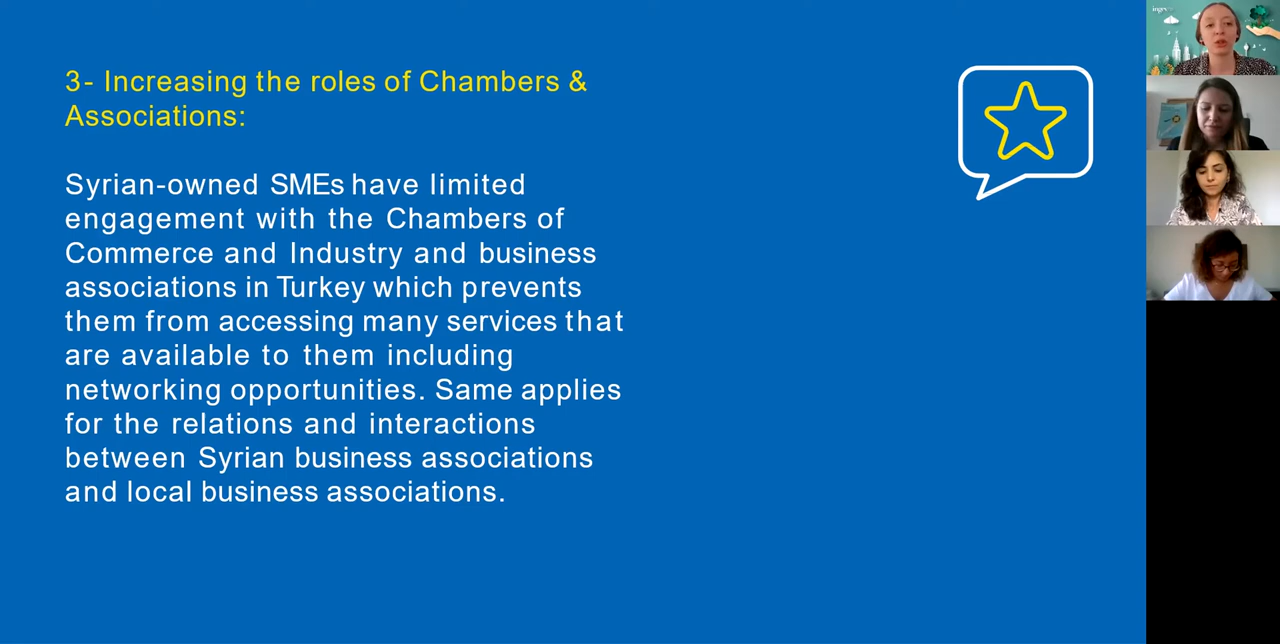 3- Increasing the roles of Chambers &
Associations:
Syrian-owned SMEs have limited
engagement with the Chambers of
Commerce and Industry and business
associations in Turkey which prevents
them from accessing many services that
are available to them including
networking opportunities. Same applies
for the relations and interactions
between Syrian business associations
and local business associations.